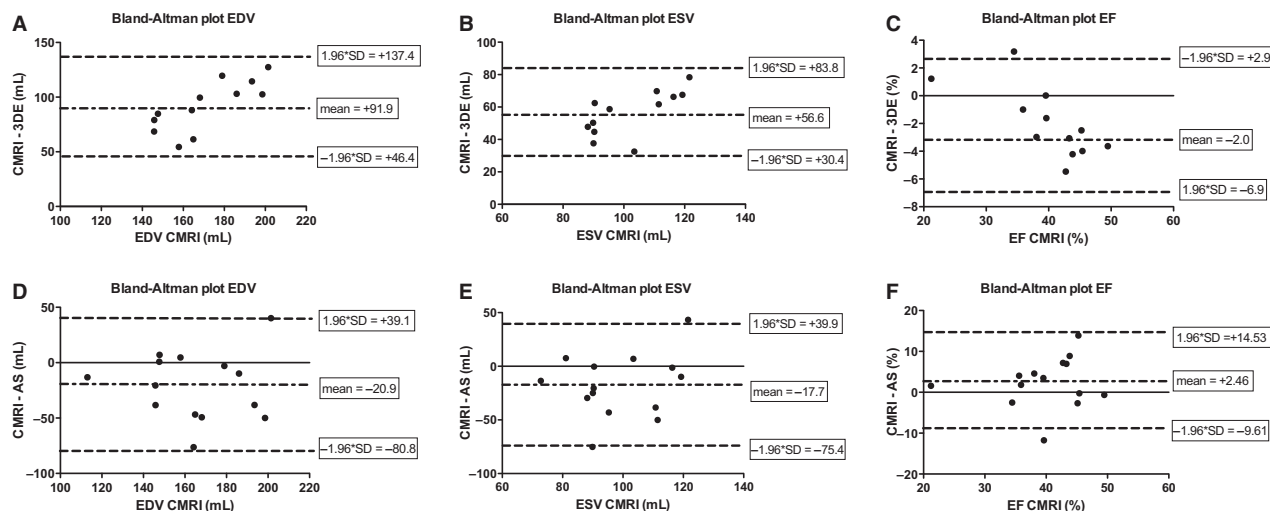 A
Bland-Altman plot EDV
CMRI - 3DE (mL)
150
100
50
0
100 120 140 160 180 200 220
EDV CMRI (mL)
1.96*SD = +137.4
mean = +91.9
–1.96*SD = +46.4
B
Bland-Altman plot ESV
CMRI - 3DE (mL)
100
80
60
40
20
0
60 80 100 120 140
ESV CMRI (mL)
1.96*SD = +83.8
mean = +56.6
–1.96*SD = +30.4
C
Bland-Altman plot EF
CMRI - 3DE (%)
4
2
0
–2
–4
–6
–8
20 30 40 50 60
EF CMRI (%)
–1.96*SD = +2.9
mean = –2.0
1.96*SD = –6.9
D
Bland-Altman plot EDV
CMRI - AS (mL)
50
0
–50
–100
100 120 140 160 180 200 220
EDV CMRI (mL)
1.96*SD = +39.1
mean = –20.9
–1.96*SD = –80.8
E
Bland-Altman plot ESV
CMRI - AS (mL)
50
0
–50
–100
60 80 100 120 140
ESV CMRI (mL)
1.96*SD = +39.9
mean = –17.7
–1.96*SD = –75.4
F
Bland-Altman plot EF
CMRI - AS (%)
20
10
0
–10
–20
20 30 40 50 60
EF CMRI (%)
1.96*SD = +14.53
mean = +2.46
–1.96*SD = –9.61